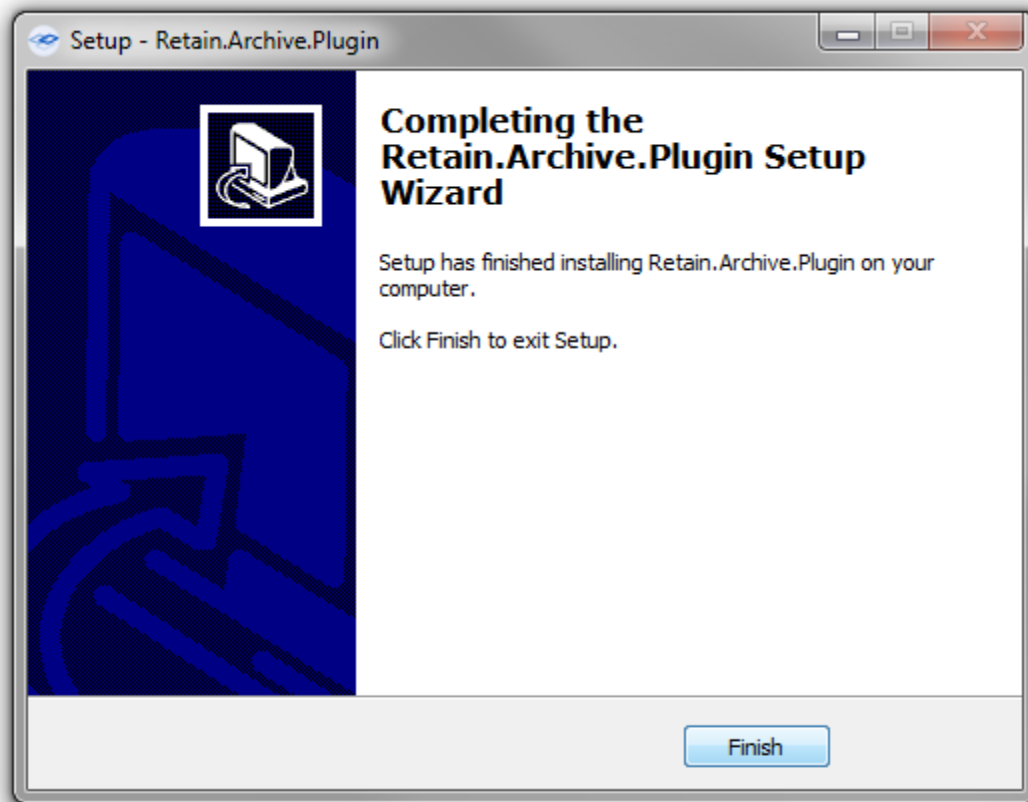 Setup - Retain.Archive.Plugin
Completing the
Retain.Archive.Plugin Setup
Wizard
Setup has finished installing Retain.Archive.Plugin on your
computer.
Click Finish to exit Setup.
Finish